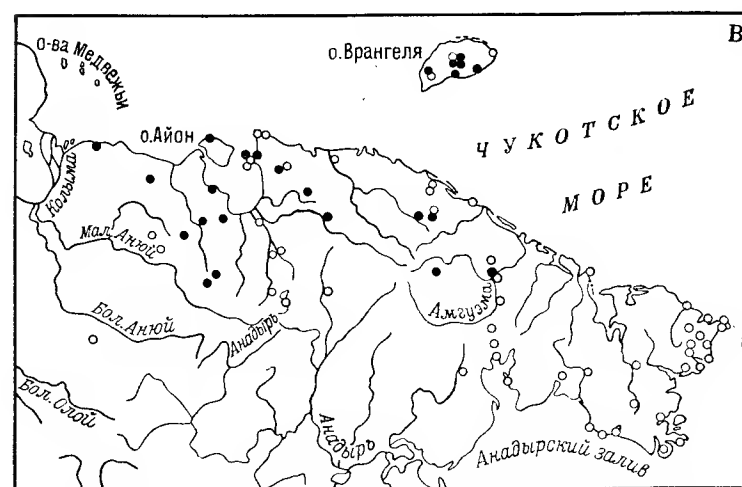 В
о-ва Медвежьи
о.Врангеля
ЧУКОТСКОЕ
МОРЕ
о.Айон
Колыма
Мал. Анюй
Бол. Анюй
Анадырь
Амгуэма
Бол. Олой
Анадырь
Анадырский залив